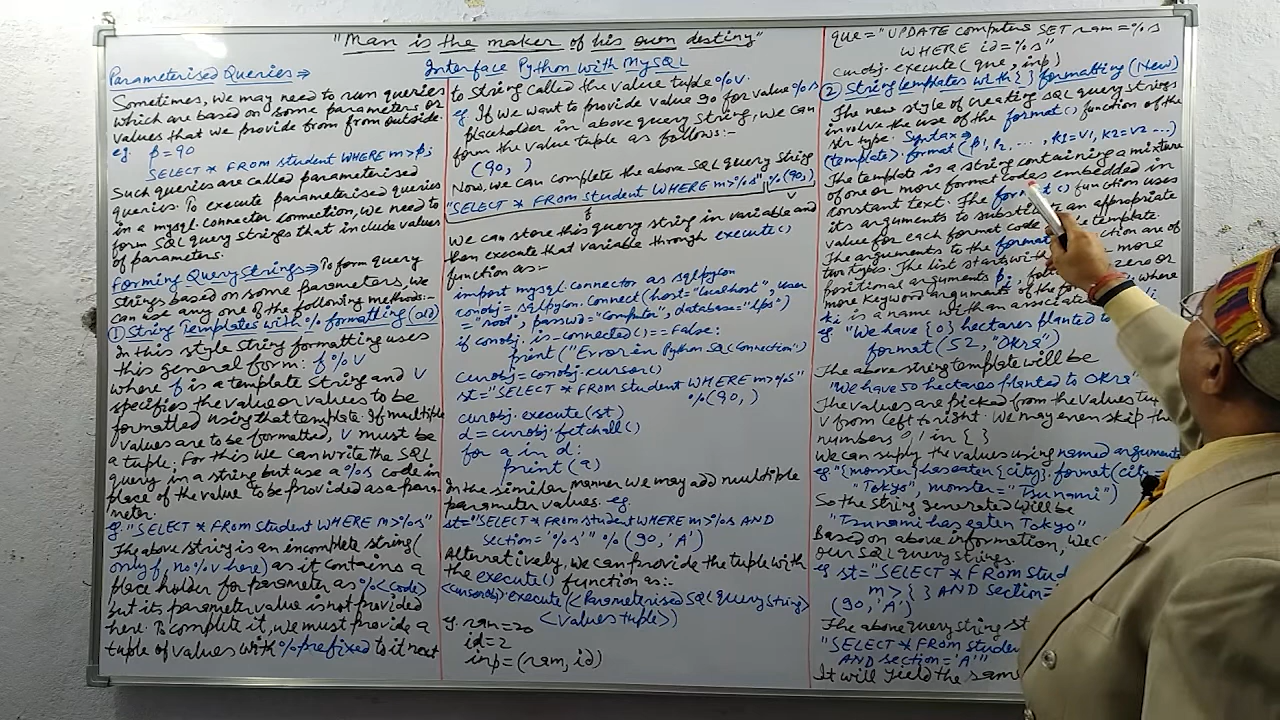 "Man is the maker of his own destiny"
Interface Python with MySQL
Parameterised Queries ⇒
Sometimes, we may need to run queries
which are based on some parameters or
values that we provide from from outside.
eg. p=90
SELECT * FROM student WHERE m>p;
Such queries are called parameterised
queries. To execute parameterised queries
in a mysql.connector connection, we need to
form SQL query strings that include values
of parameters.
Forming Query Strings ⇒ To form query
strings based on some parameters, we
can use any one of the following methods:-
① String Templates with % formatting (old)
In this style string formatting uses
this general form: f % V
where f is a template string and V
specifies the value or values to be
formatted using that template. If multiple
values are to be formatted, V must be
a tuple. For this we can write the SQL
query in a string but use a %s code in
place of the value to be provided as a para-
meter.
eg. "SELECT * FROM student WHERE m>%s"
The above string is an incomplete string (
only f, no %v here) as it contains a
place holder for parameter as %<code>
but its parameter value is not provided
here. To complete it, we must provide a
tuple of values with % prefixed to it next
to String called the value tuple %v.
eg If we want to provide value 90 for value %s
placeholder in above query string, we can
form the value tuple as follows:-
(90, )
Now, we can complete the above SQL query string
"SELECT * FROM student WHERE m>%s" %(90,)
f V
We can store this query string in variable and
then execute that variable through execute()
function as:-
import mysql.connector as sqlpycon
conobj = sqlpycon.connect(host="localhost", user
="root", passwd="computer", database="lps")
if conobj.is_connected()==False:
print("Error in Python SQL Connection")
curobj=conobj.cursor()
st="SELECT * FROM student WHERE m>%s"
%(90, )
curobj.execute(st)
d=curobj.fetchall()
for a in d:
print(a)
In the similar manner we may add multiple
parameter values. eg
st="SELECT * FROM student WHERE m>%s AND
section='%s'" %(90,'A')
Alternatively, we can provide the tuple with
the execute() function as:-
<cursorobj>.execute(<Parameterised SQL query string>
<values tuple>)
eg. ram=20
id=2
inp=(ram, id)
que="UPDATE computers SET ram=%s
WHERE id=%s"
curobj.execute(que, inp)
② String templates with { } formatting (New)
The new style of creating SQL query strings
involve the use of the format() function of the
str type. Syntax ⇒
(template).format(p1, p2, ..., k1=V1, k2=V2 ...)
The template is a string containing a mixture
of one or more format codes embedded in
constant text. The format() function uses
its arguments to substitute an appropriate
value for each format code template.
The arguments to the format are of
two types. The list starts with zero or
positional arguments more
more keyword arguments of the where
ki is a name with an associated
eg. "We have {0} hectares planted to
format(52, "Okra")
The above string template will be
"We have 50 hectares planted to Okra"
The values are picked from the values
V from left to right. We may even skip the
numbers 0,1 in { }
We can supply the values using named arguments
eg "{monster} has eaten {city}.format(city=
"Tokyo", monster="Tsunami")
So the string generated will be
"Tsunami has eaten Tokyo"
Based on above information, we
our SQL query strings.
eg st="SELECT * FROM
m>{ } AND section=
(90,'A')
The above query string
"SELECT * FROM
AND section='A'"
It will yield the same